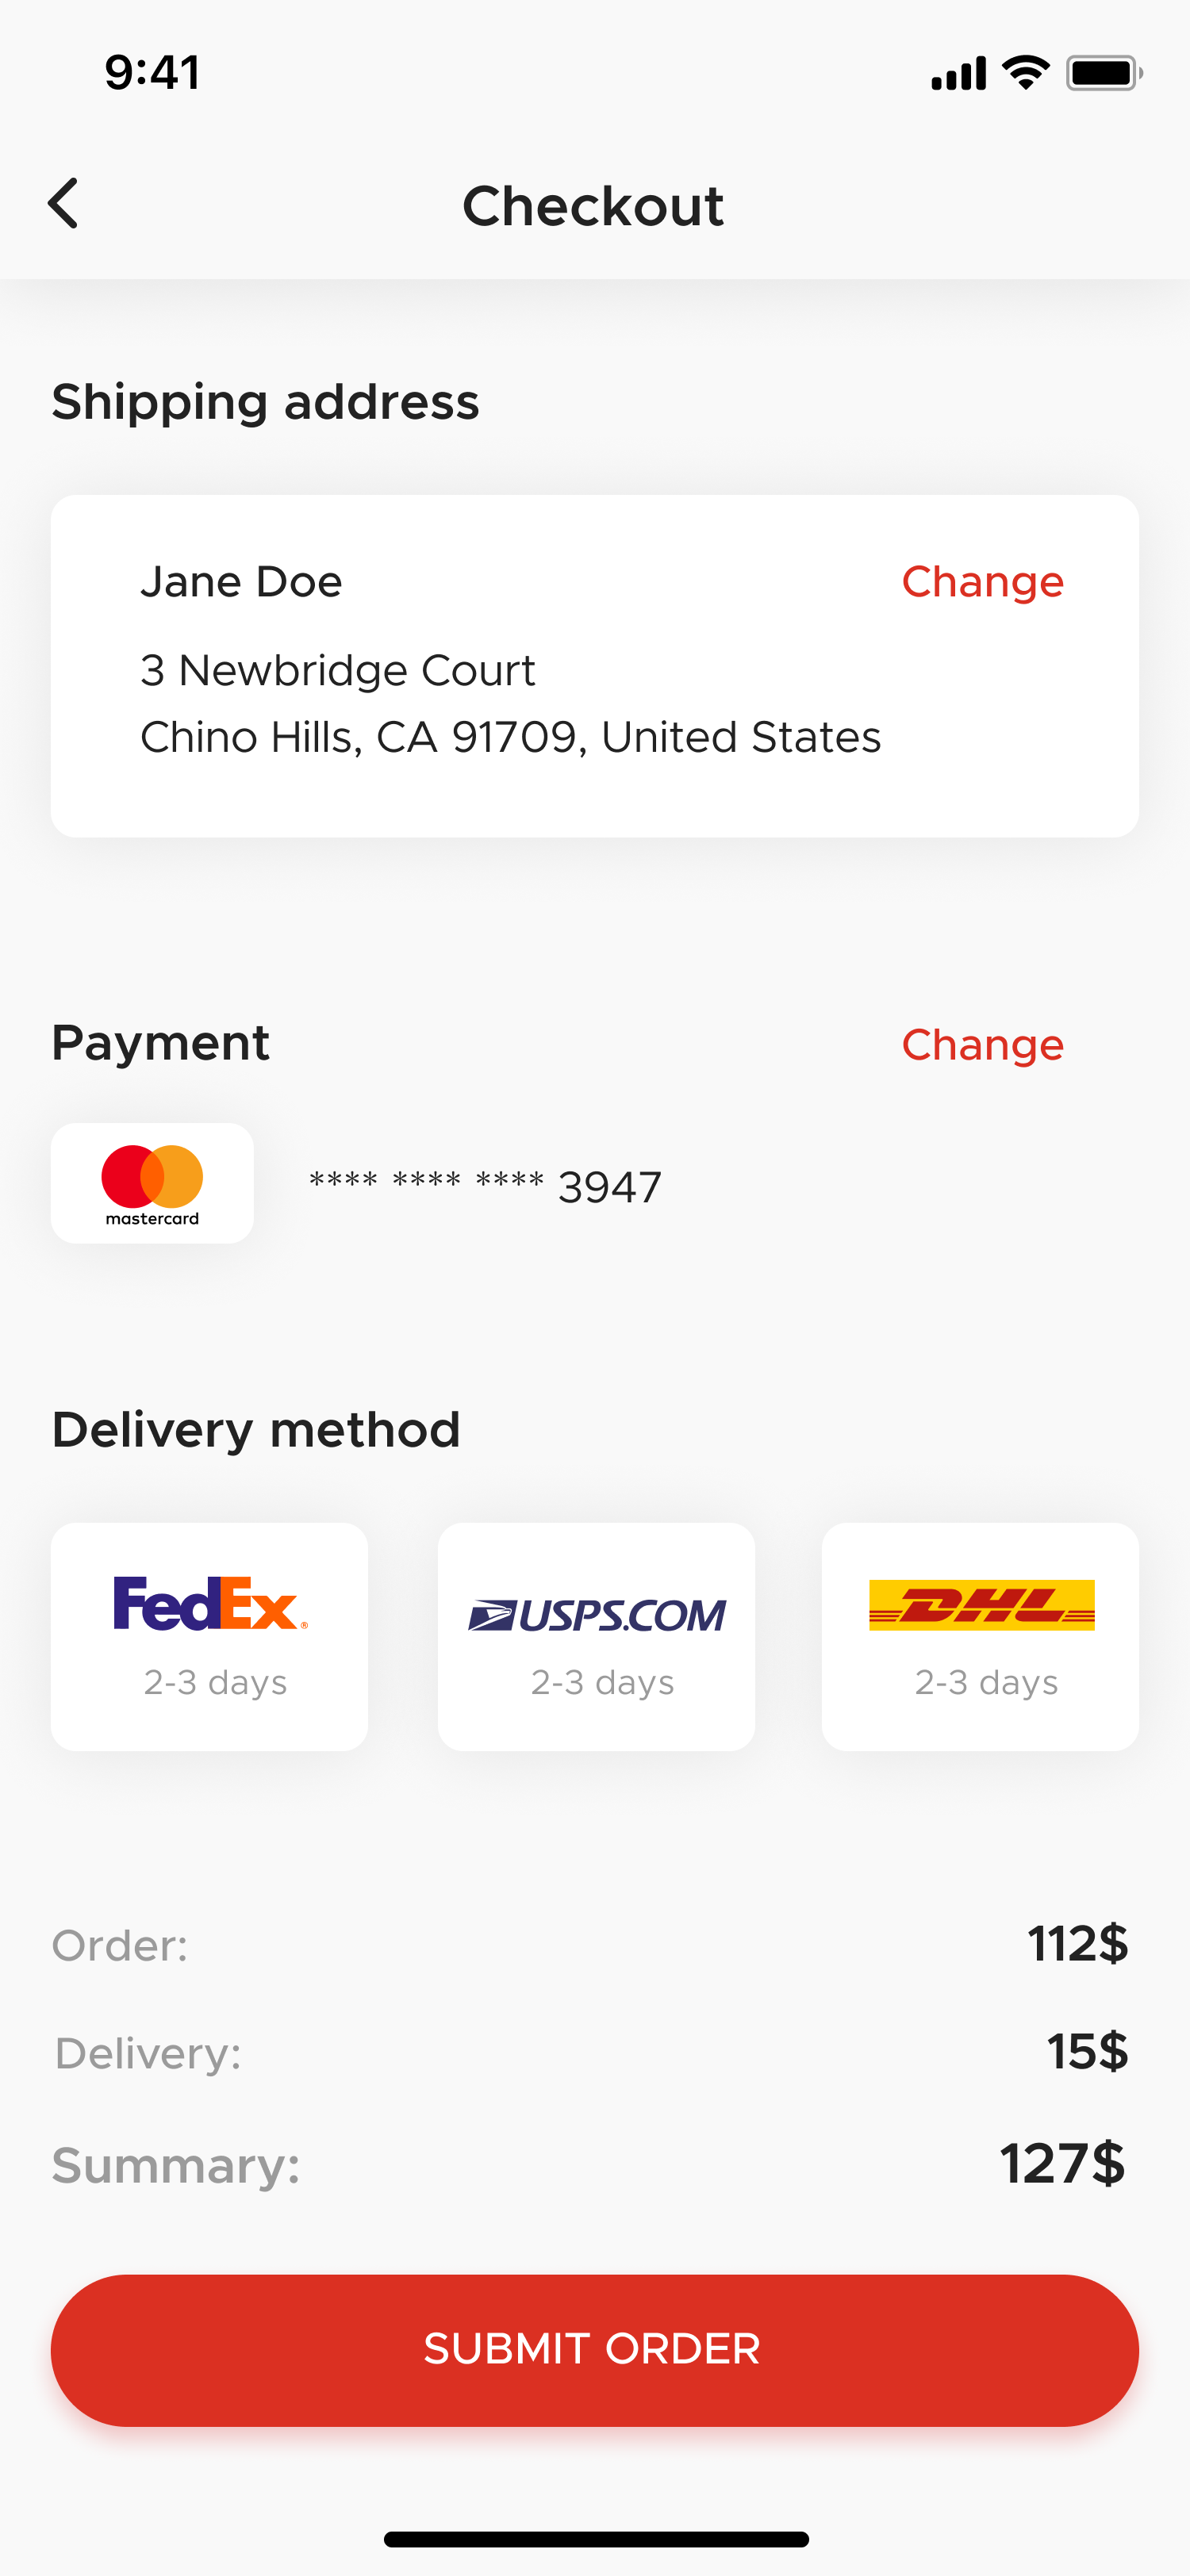 9:41
Checkout
Shipping address
Jane Doe Change
3 Newbridge Court
Chino Hills, CA 91709, United States
Payment Change
mastercard
**** **** **** 3947
Delivery method
FedEx® USPS.COM DHL
2-3 days 2-3 days 2-3 days
Order: 112$
Delivery: 15$
Summary: 127$
SUBMIT ORDER